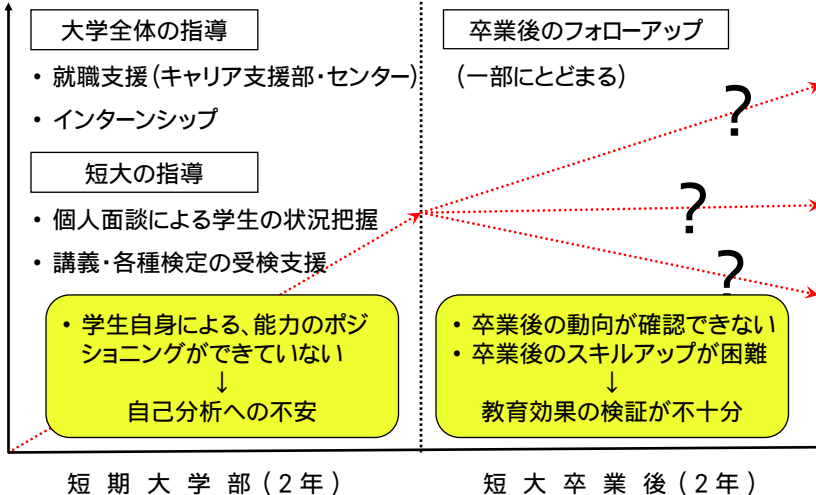 大学全体の指導
・就職支援(キャリア支援部・センター)
・インターンシップ
短大の指導
・個人面談による学生の状況把握
・講義・各種検定の受検支援
・学生自身による、能力のポジ
ショニングができていない
↓
自己分析への不安
卒業後のフォローアップ
(一部にとどまる)
?
?
?
・卒業後の動向が確認できない
・卒業後のスキルアップが困難
↓
教育効果の検証が不十分
短期大学部(2年)
短大卒業後(2年)